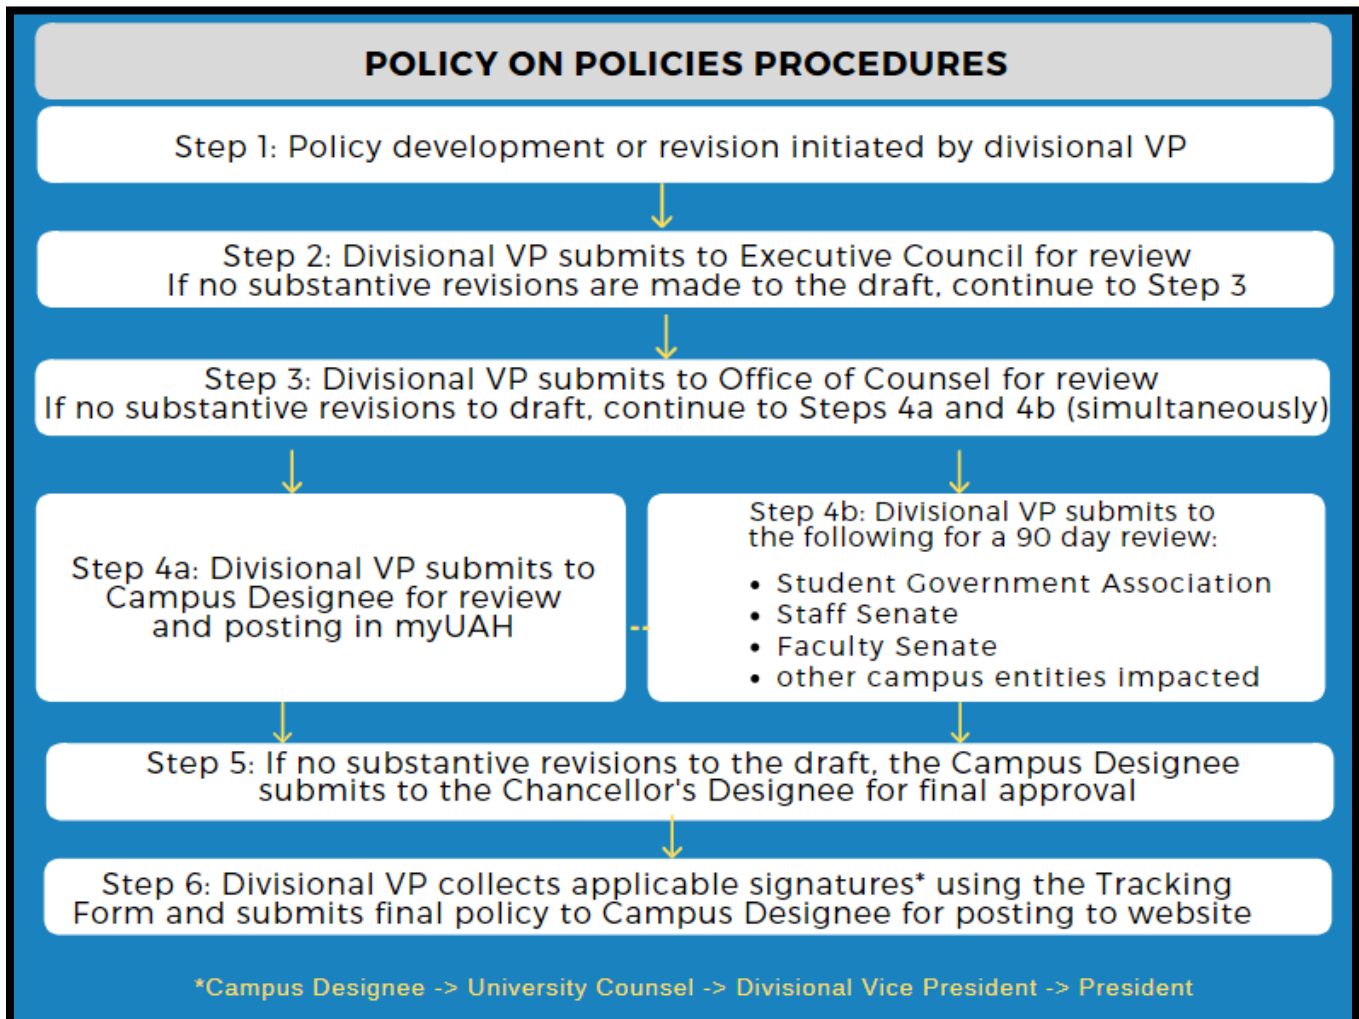 POLICY ON POLICIES PROCEDURES
Step 1: Policy development or revision initiated by divisional VP
Step 2: Divisional VP submits to Executive Council for review
If no substantive revisions are made to the draft, continue to Step 3
Step 3: Divisional VP submits to Office of Counsel for review
If no substantive revisions to draft, continue to Steps 4a and 4b (simultaneously)
Step 4a: Divisional VP submits to
Campus Designee for review
and posting in myUAH
Step 4b: Divisional VP submits to
the following for a 90 day review:
• Student Government Association
• Staff Senate
• Faculty Senate
• other campus entities impacted
Step 5: If no substantive revisions to the draft, the Campus Designee
submits to the Chancellor's Designee for final approval
Step 6: Divisional VP collects applicable signatures* using the Tracking
Form and submits final policy to Campus Designee for posting to website
*Campus Designee -> University Counsel -> Divisional Vice President -> President